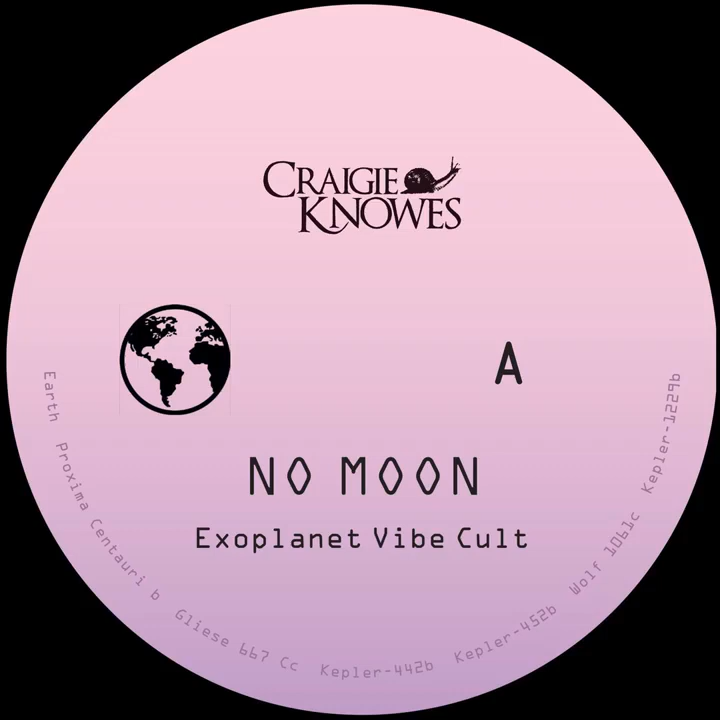 CRAIGIE
KNOWES
A
NO MOON
Exoplanet Vibe Cult
Earth Proxima Centauri b Gliese 667 Cc Kepler-442b Kepler-452b Wolf 1061c Kepler-1229b